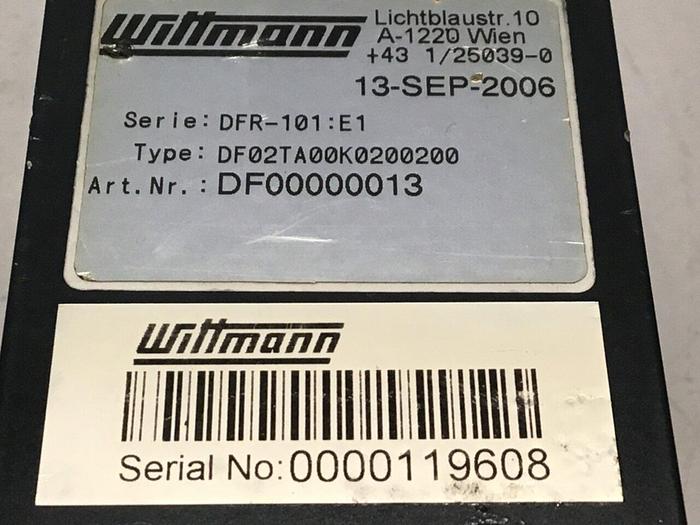 Wittmann
Lichtblaustr.10
A-1220 Wien
+43 1/25039-0
13-SEP-2006
Serie: DFR-101:E1
Type: DF02TA00K0200200
Art.Nr.: DF00000013
Wittmann
Serial No: 0000119608